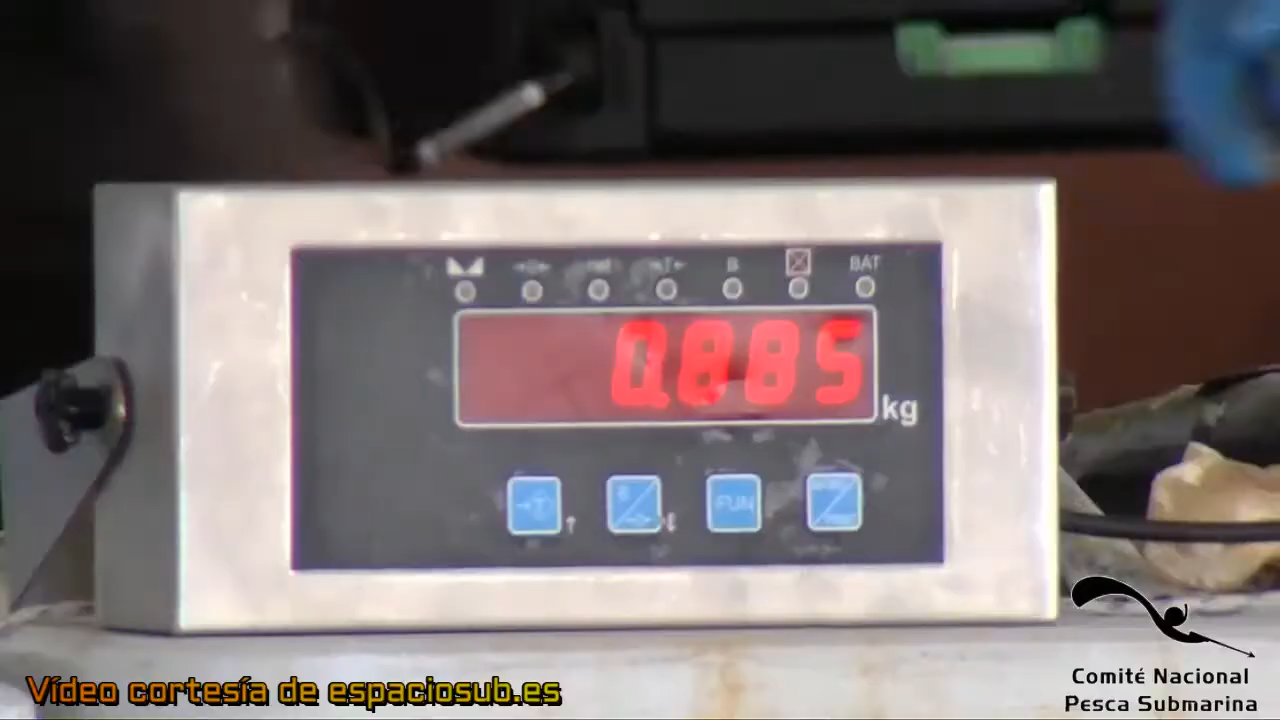 B
BAT
0.885
kg
FUN
Vídeo cortesía de espaciosub.es
Comité Nacional
Pesca Submarina